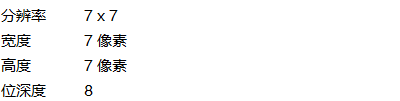 分辨率 7 x 7
宽度 7 像素
高度 7 像素
位深度 8